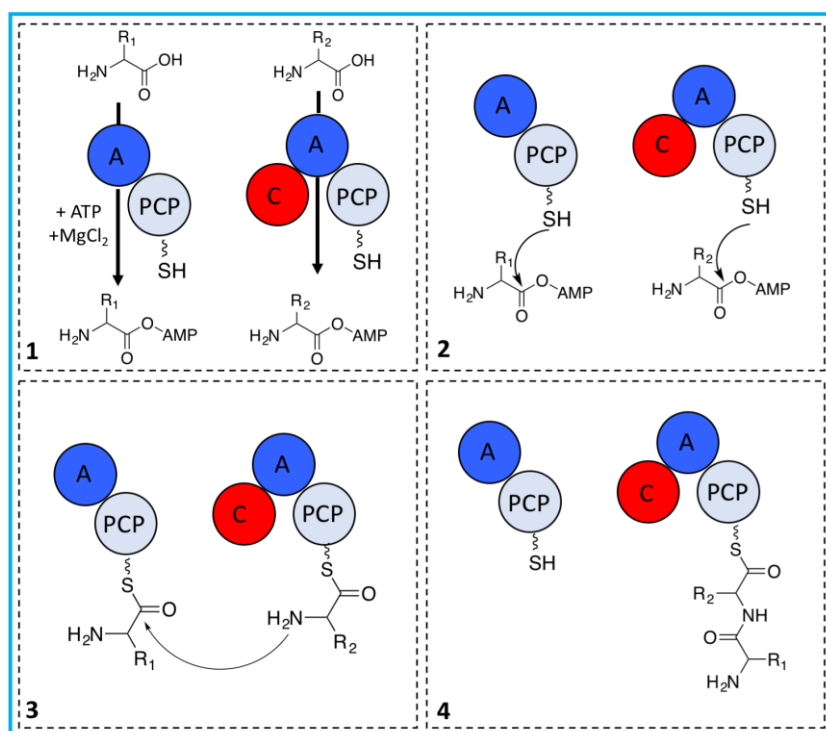 R1
R2
H2N
OH
O
H2N
OH
O
A
A
C
PCP
PCP
+ ATP
+MgCl2
SH
SH
R1
R2
H2N
O
AMP
O
H2N
O
AMP
O
1
A
A
C
PCP
PCP
SH
SH
R1
R2
H2N
O
AMP
O
H2N
O
AMP
O
2
A
A
C
PCP
PCP
S
S
O
O
H2N
H2N
R1
R2
3
A
A
C
PCP
PCP
SH
S
O
R2
NH
O
R1
H2N
4